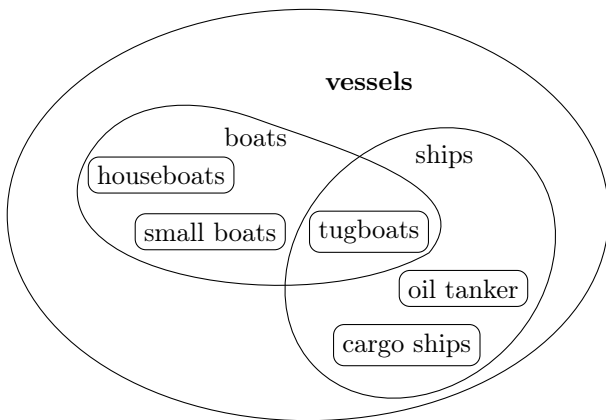 vessels
boats
ships
houseboats
small boats
tugboats
oil tanker
cargo ships